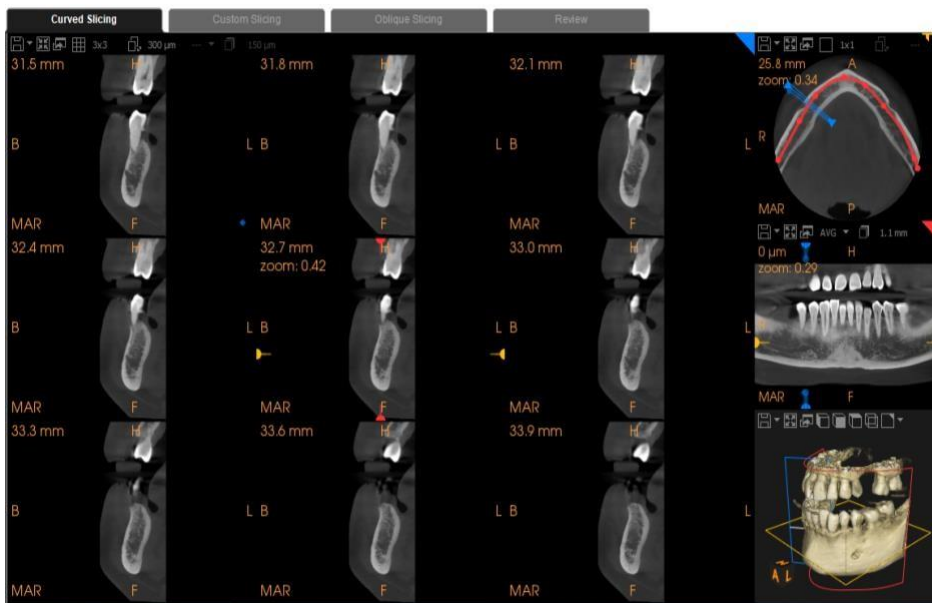 Curved Slicing
Custom Slicing
Oblique Slicing
Review
3x3
300 µm
150 µm
31.5 mm
H
B
L
MAR
F
31.8 mm
H
B
L
MAR
F
32.1 mm
H
B
L
MAR
F
32.4 mm
H
B
L
MAR
F
32.7 mm
zoom: 0.42
H
B
L
MAR
F
33.0 mm
H
B
L
MAR
F
33.3 mm
H
B
L
MAR
F
33.6 mm
H
B
L
MAR
F
33.9 mm
H
B
L
MAR
F
1x1
25.8 mm
zoom: 0.34
A
R
MAR
P
AVG
1.1 mm
0 µm
zoom: 0.29
H
MAR
F
A L